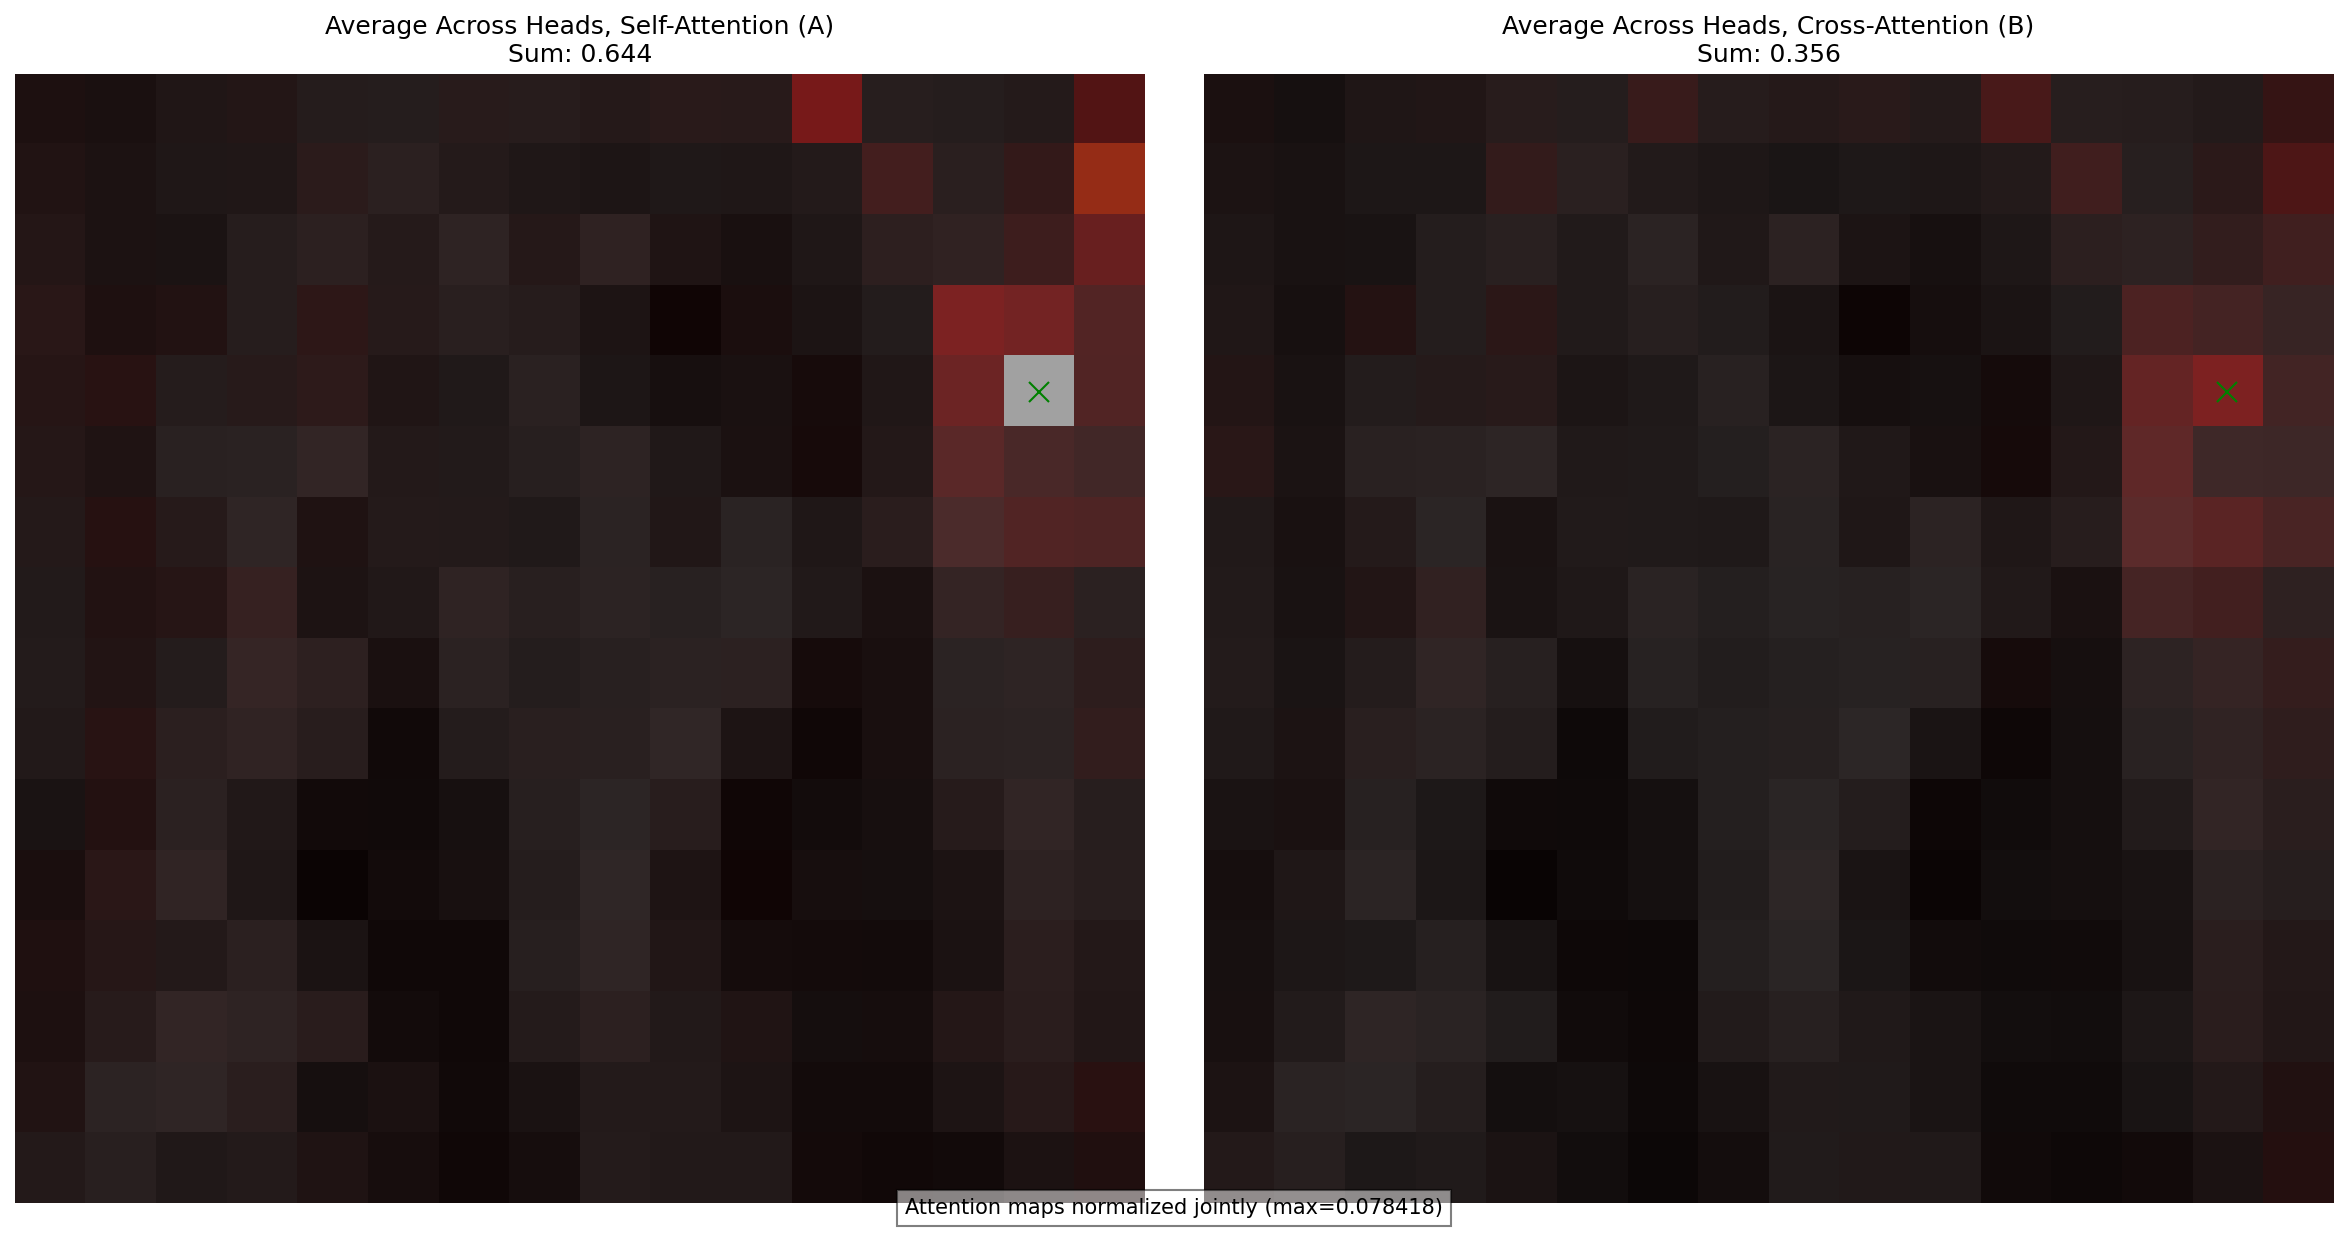 Average Across Heads, Self-Attention (A)
Sum: 0.644
Average Across Heads, Cross-Attention (B)
Sum: 0.356
Attention maps normalized jointly (max=0.078418)